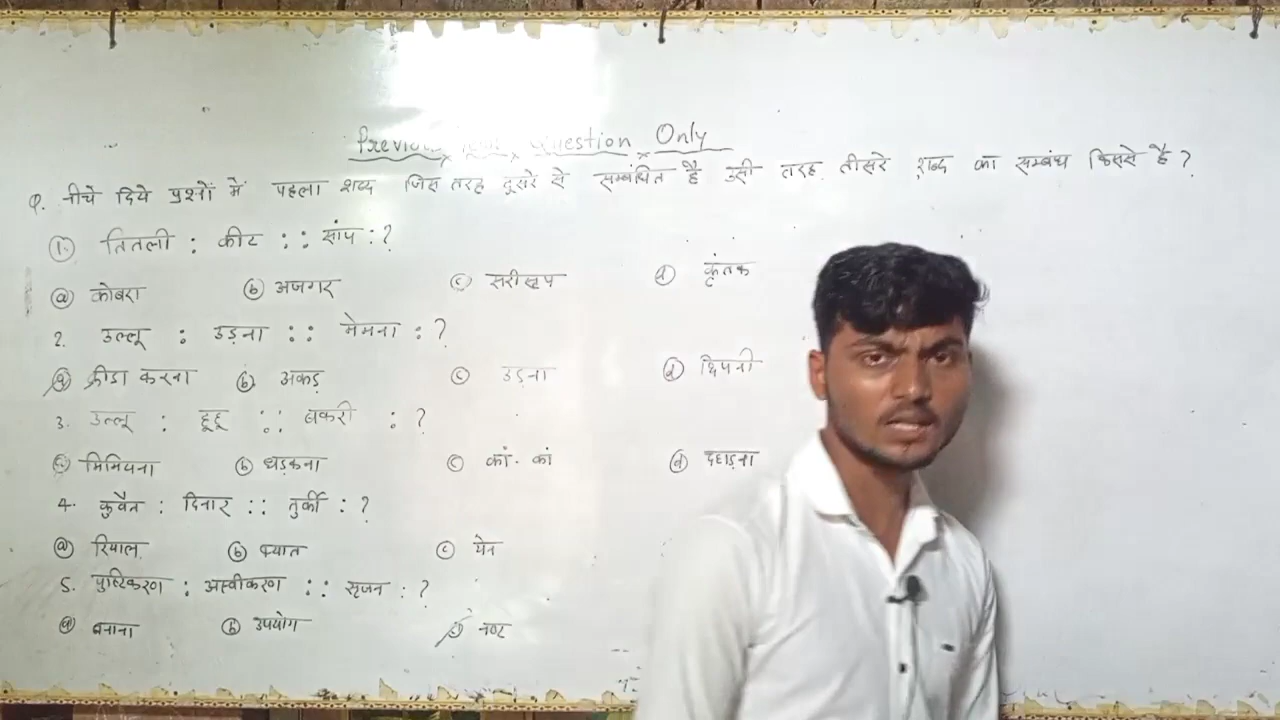 Previous Year Question Only
Q. नीचे दिये प्रश्नों में पहला शब्द जिस तरह दूसरे से सम्बंधित है उसी तरह तीसरे शब्द का सम्बंध किससे है ?
1. तितली : कीट :: सांप : ?
(a) कोबरा (b) अजगर (c) सरीसृप (d) कृंतक
2. उल्लू : उड़ना :: मेमना : ?
(a) क्रीडा करना (b) अकड़ (c) उड़ना (d)
3. उल्लू : हूहू :: बकरी : ?
(a) मिमियना (b) धड़कना (c) कां. कां (d) दहाड़ना
4. कुवैत : दिनार :: तुर्की : ?
(a) रियाल (b) क्यात (c) येन
5. पुष्टिकरण : अस्वीकरण :: सृजन : ?
(a) बनाना (b) उपयोग (c) नष्ट